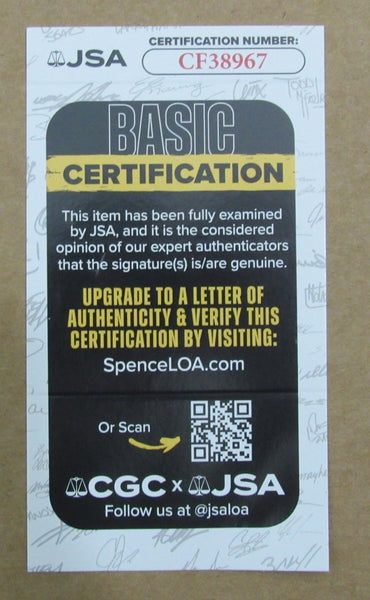 JSA
CERTIFICATION NUMBER:
CF38967
BASIC
CERTIFICATION
This item has been fully examined
by JSA, and it is the considered
opinion of our expert authenticators
that the signature(s) is/are genuine.
UPGRADE TO A LETTER OF
AUTHENTICITY & VERIFY THIS
CERTIFICATION BY VISITING:
SpenceLOA.com
Or Scan
CGC x JSA
Follow us at @jsaloa